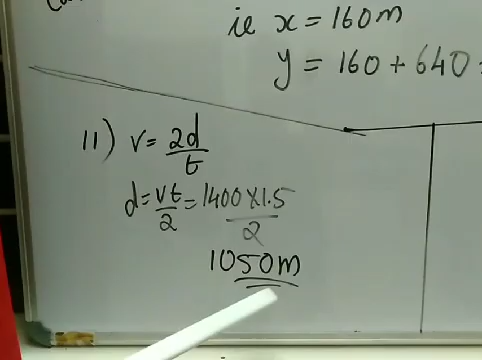 ie x = 160m
y = 160 + 640
11) v = 2d/t
d = vt/2 = 1400 x 1.5/2
1050m